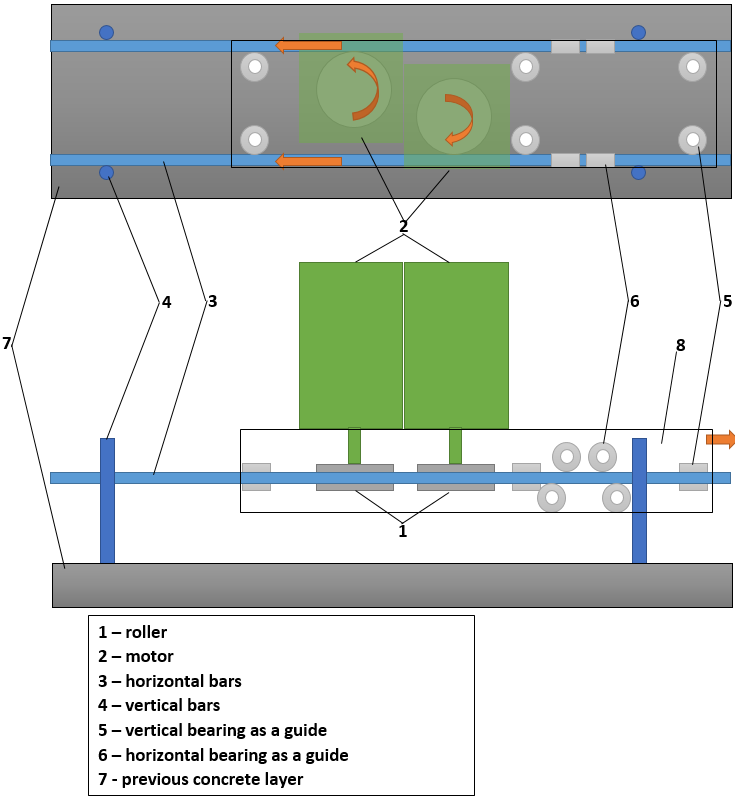 2
4
3
6
5
7
8
1
1 – roller
2 – motor
3 – horizontal bars
4 – vertical bars
5 – vertical bearing as a guide
6 – horizontal bearing as a guide
7 - previous concrete layer